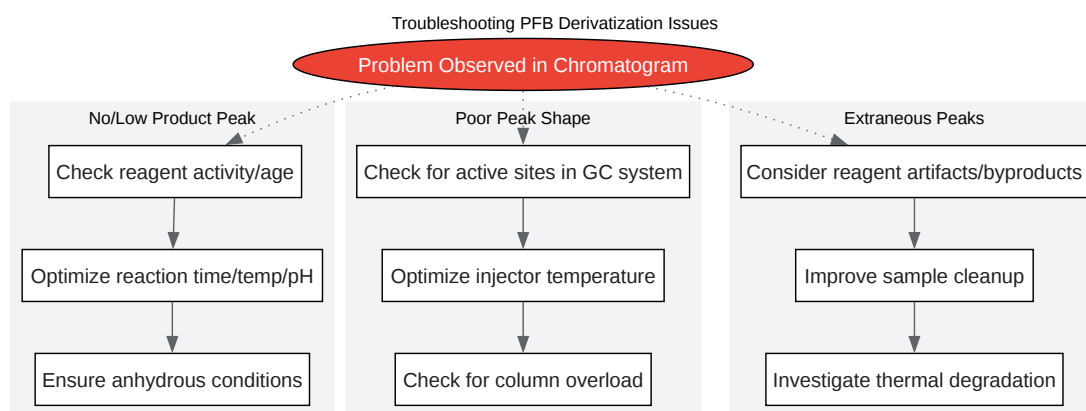 Troubleshooting PFB Derivatization Issues
Problem Observed in Chromatogram
No/Low Product Peak
Check reagent activity/age
Optimize reaction time/temp/pH
Ensure anhydrous conditions
Poor Peak Shape
Check for active sites in GC system
Optimize injector temperature
Check for column overload
Extraneous Peaks
Consider reagent artifacts/byproducts
Improve sample cleanup
Investigate thermal degradation